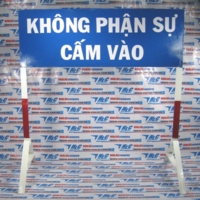 KHÔNG PHẬN SỰ
CẤM VÀO